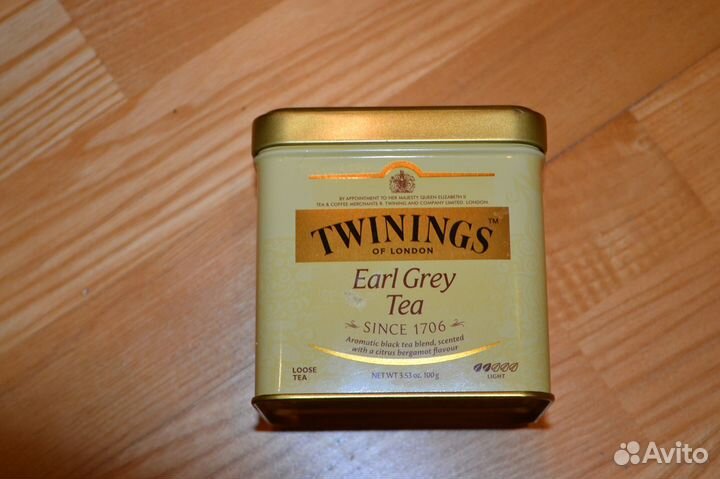 BY APPOINTMENT TO HER MAJESTY QUEEN ELIZABETH II
TEA & COFFEE MERCHANTS R. TWINING AND COMPANY LIMITED, LONDON.
TWININGS™
OF LONDON
Earl Grey
Tea
SINCE 1706
Aromatic black tea blend, scented
with a citrus bergamot flavour
LOOSE
TEA
NET WT 3.53 oz. 100g
LIGHT
Avito